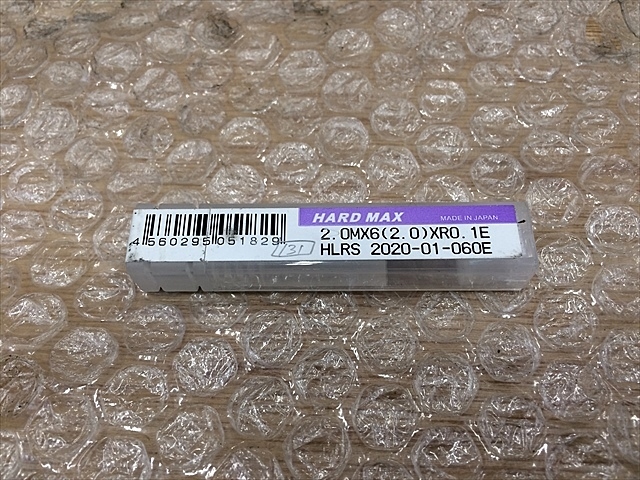 HARD MAX MADE IN JAPAN
2.0MX6(2.0)XR0.1E
HLRS 2020-01-060E
4560295051829
131